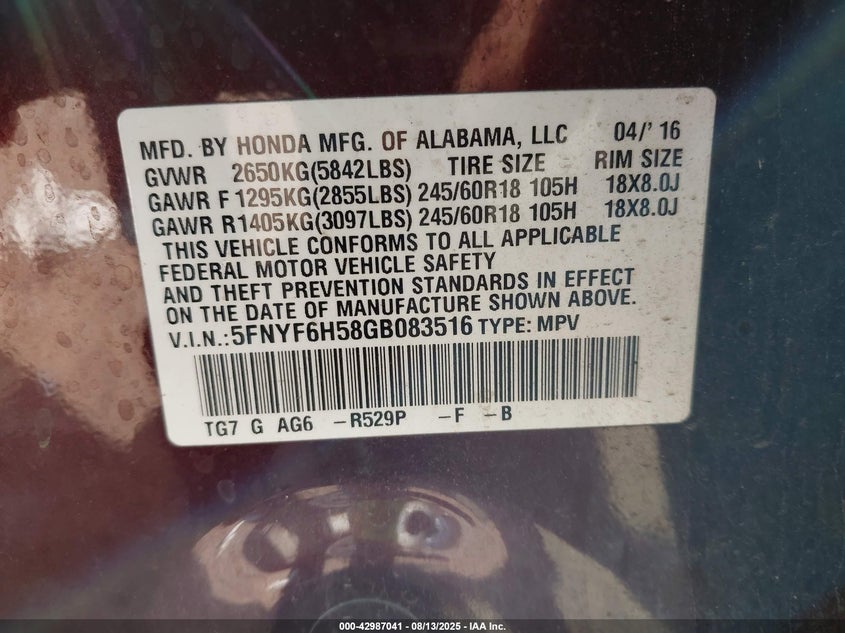 MFD. BY HONDA MFG. OF ALABAMA, LLC 04/' 16
GVWR 2650KG(5842LBS) TIRE SIZE RIM SIZE
GAWR F 1295KG(2855LBS) 245/60R18 105H 18X8.0J
GAWR R1405KG(3097LBS) 245/60R18 105H 18X8.0J
THIS VEHICLE CONFORMS TO ALL APPLICABLE
FEDERAL MOTOR VEHICLE SAFETY
AND THEFT PREVENTION STANDARDS IN EFFECT
ON THE DATE OF MANUFACTURE SHOWN ABOVE.
V.I.N.: 5FNYF6H58GB083516 TYPE: MPV
TG7 G AG6 -R529P -F -B
000-42987041 - 08/13/2025 - IAA Inc.